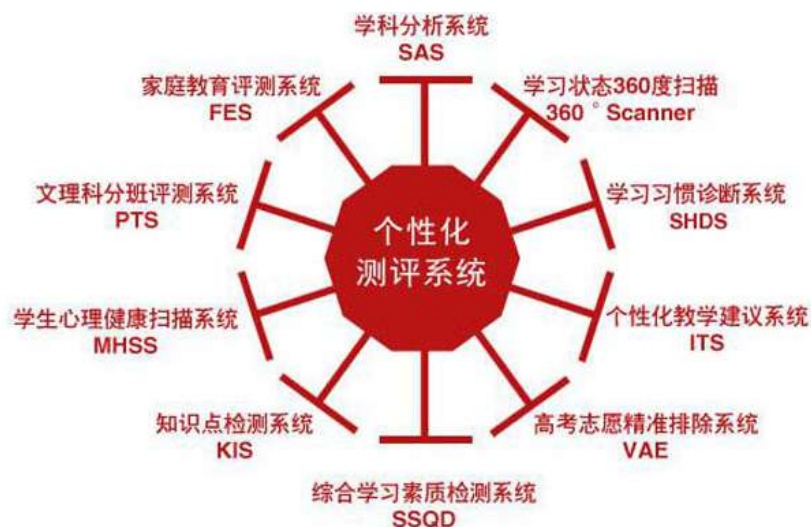 学科分析系统
SAS
学习状态360度扫描
360 ° Scanner
学习习惯诊断系统
SHDS
个性化教学建议系统
ITS
高考志愿精准排除系统
VAE
综合学习素质检测系统
SSQD
知识点检测系统
KIS
学生心理健康扫描系统
MHSS
文理科分班评测系统
PTS
家庭教育评测系统
FES
个性化
测评系统